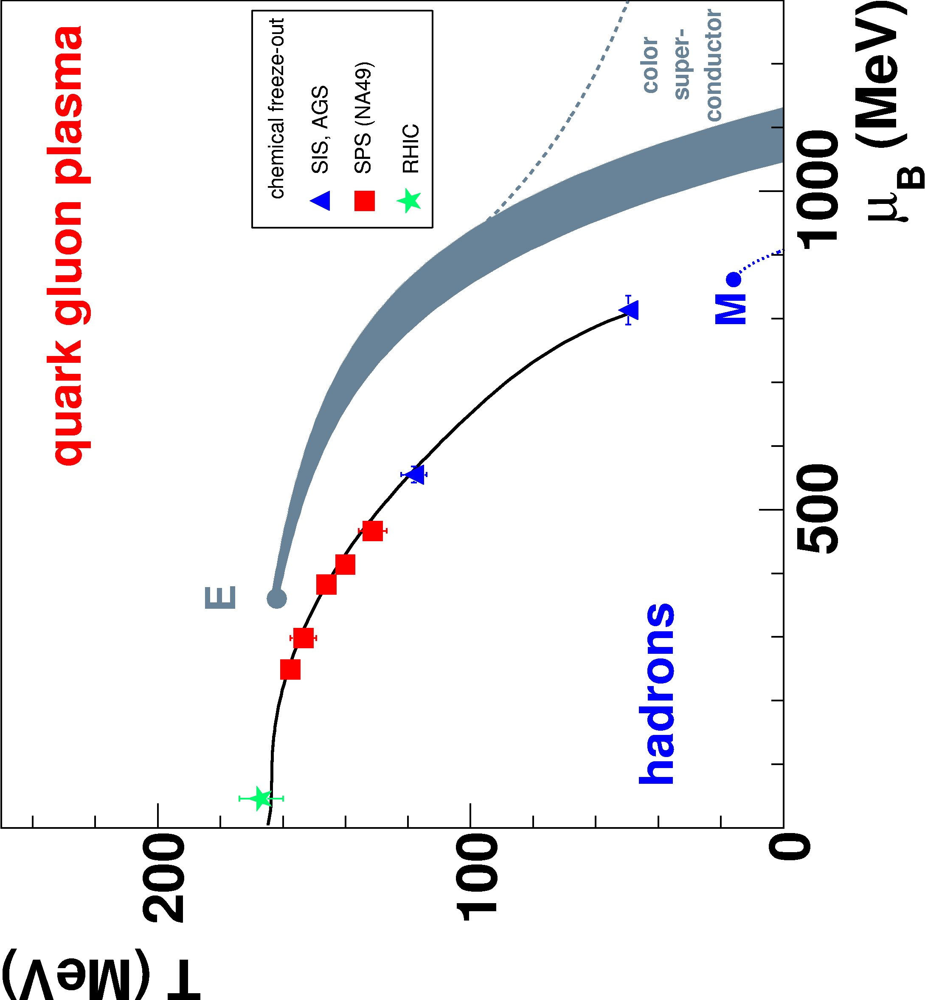 quark gluon plasma
chemical freeze-out
SIS, AGS
SPS (NA49)
RHIC
E
color
super-
conductor
M
hadrons
T (MeV)
200
100
0
500
1000
μB (MeV)